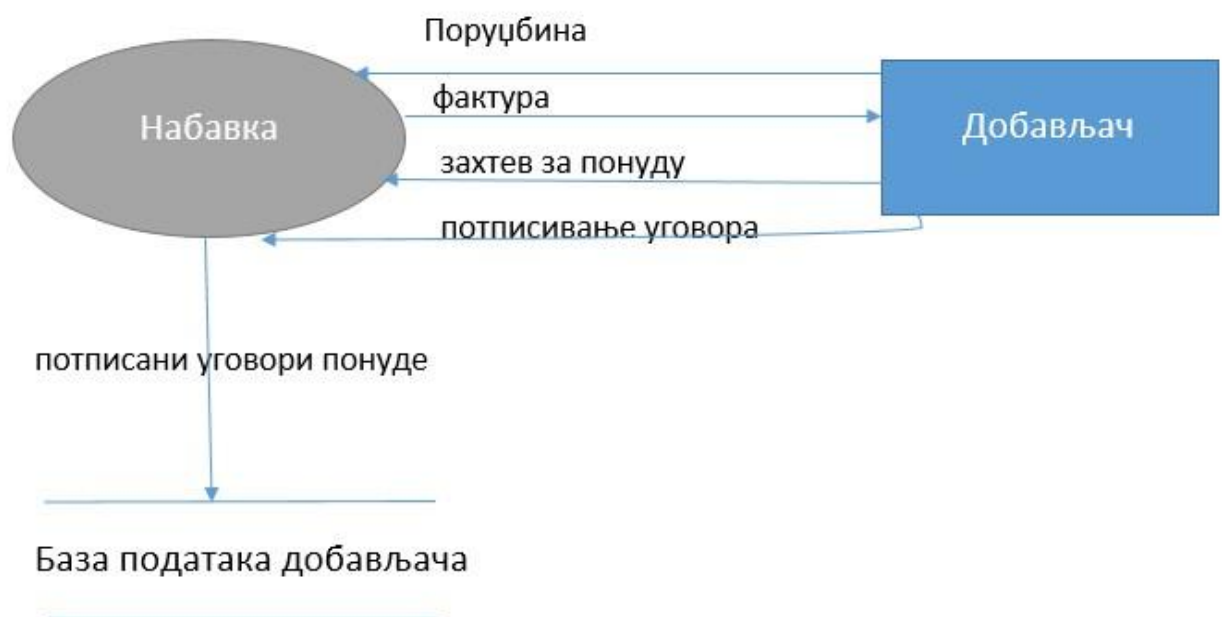 Поруџбина
фактура
Набавка
Добављач
захтев за понуду
потписивање уговора
потписани уговори понуде
База података добављача